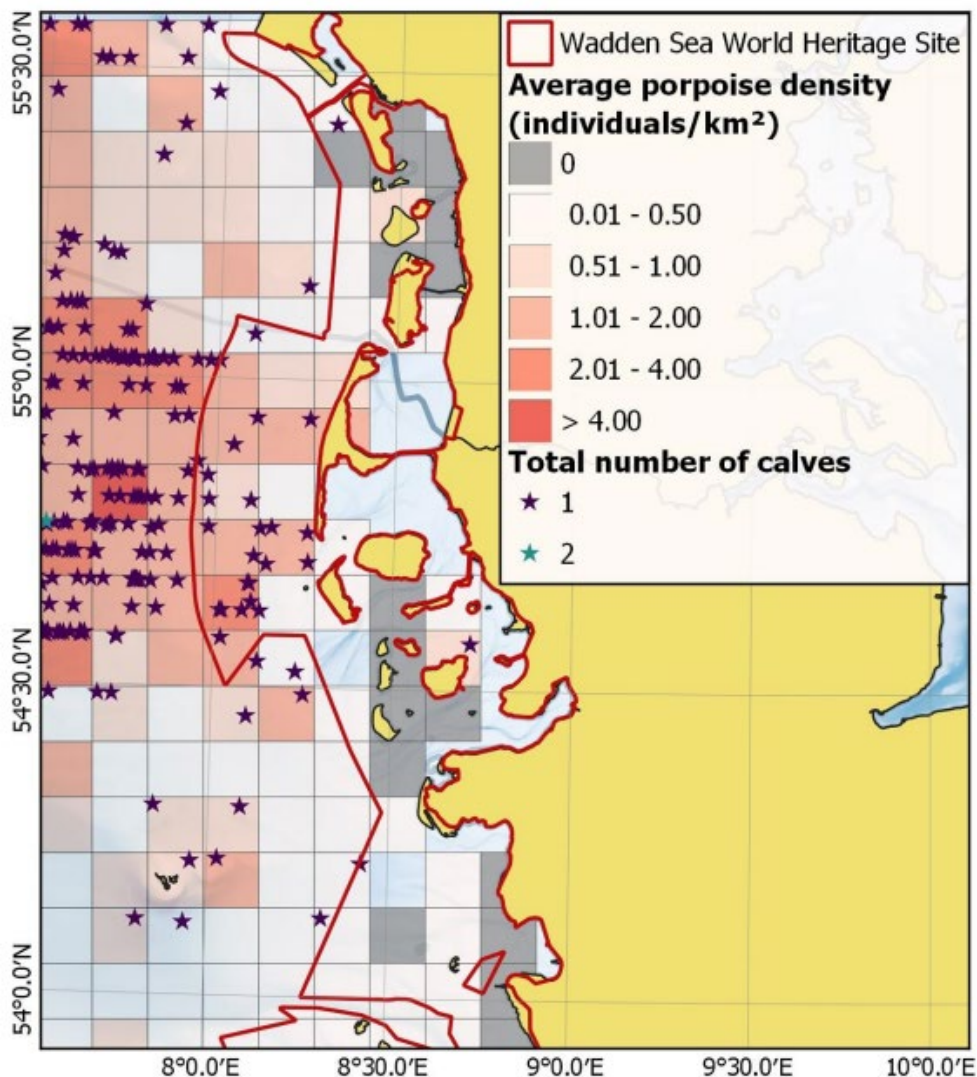 Wadden Sea World Heritage Site
Average porpoise density
(individuals/km²)
0
0.01 - 0.50
0.51 - 1.00
1.01 - 2.00
2.01 - 4.00
> 4.00
Total number of calves
1
2
55°30.0'N
55°0.0'N
54°30.0'N
54°0.0'N
8°0.0'E
8°30.0'E
9°0.0'E
9°30.0'E
10°0.0'E